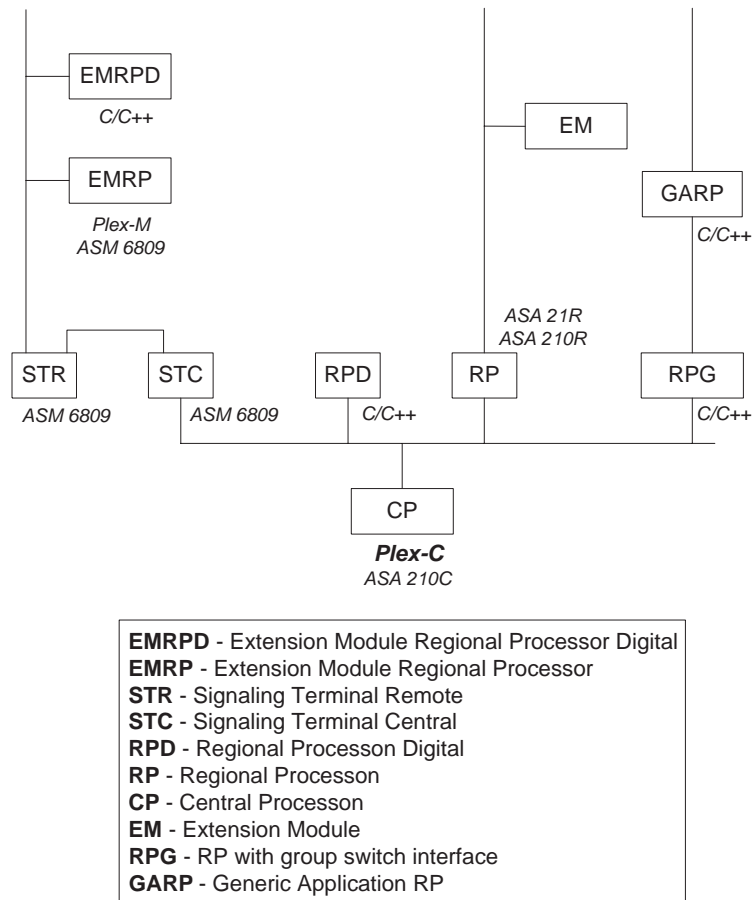 EMRPD
C/C++
EM
EMRP
GARP
Plex-M
ASM 6809
C/C++
ASA 21R
ASA 210R
STR
STC
RPD
RP
RPG
ASM 6809
ASM 6809
C/C++
C/C++
CP
Plex-C
ASA 210C
EMRPD - Extension Module Regional Processor Digital
EMRP - Extension Module Regional Processor
STR - Signaling Terminal Remote
STC - Signaling Terminal Central
RPD - Regional Processon Digital
RP - Regional Processon
CP - Central Processon
EM - Extension Module
RPG - RP with group switch interface
GARP - Generic Application RP